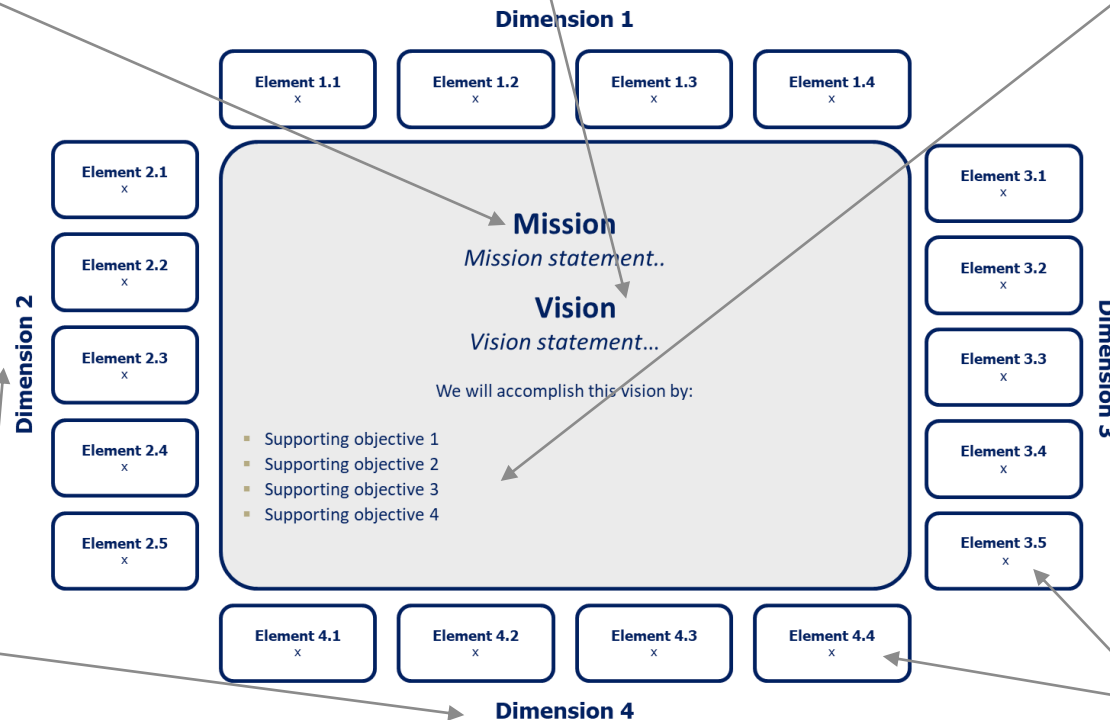 Dimension 1
Element 1.1
x
Element 1.2
x
Element 1.3
x
Element 1.4
x
Dimension 2
Element 2.1
x
Element 2.2
x
Element 2.3
x
Element 2.4
x
Element 2.5
x
Mission
Mission statement..
Vision
Vision statement...
We will accomplish this vision by:
▪ Supporting objective 1
▪ Supporting objective 2
▪ Supporting objective 3
▪ Supporting objective 4
Element 3.1
x
Element 3.2
x
Element 3.3
x
Element 3.4
x
Element 3.5
x
Dimension 3
Element 4.1
x
Element 4.2
x
Element 4.3
x
Element 4.4
x
Dimension 4